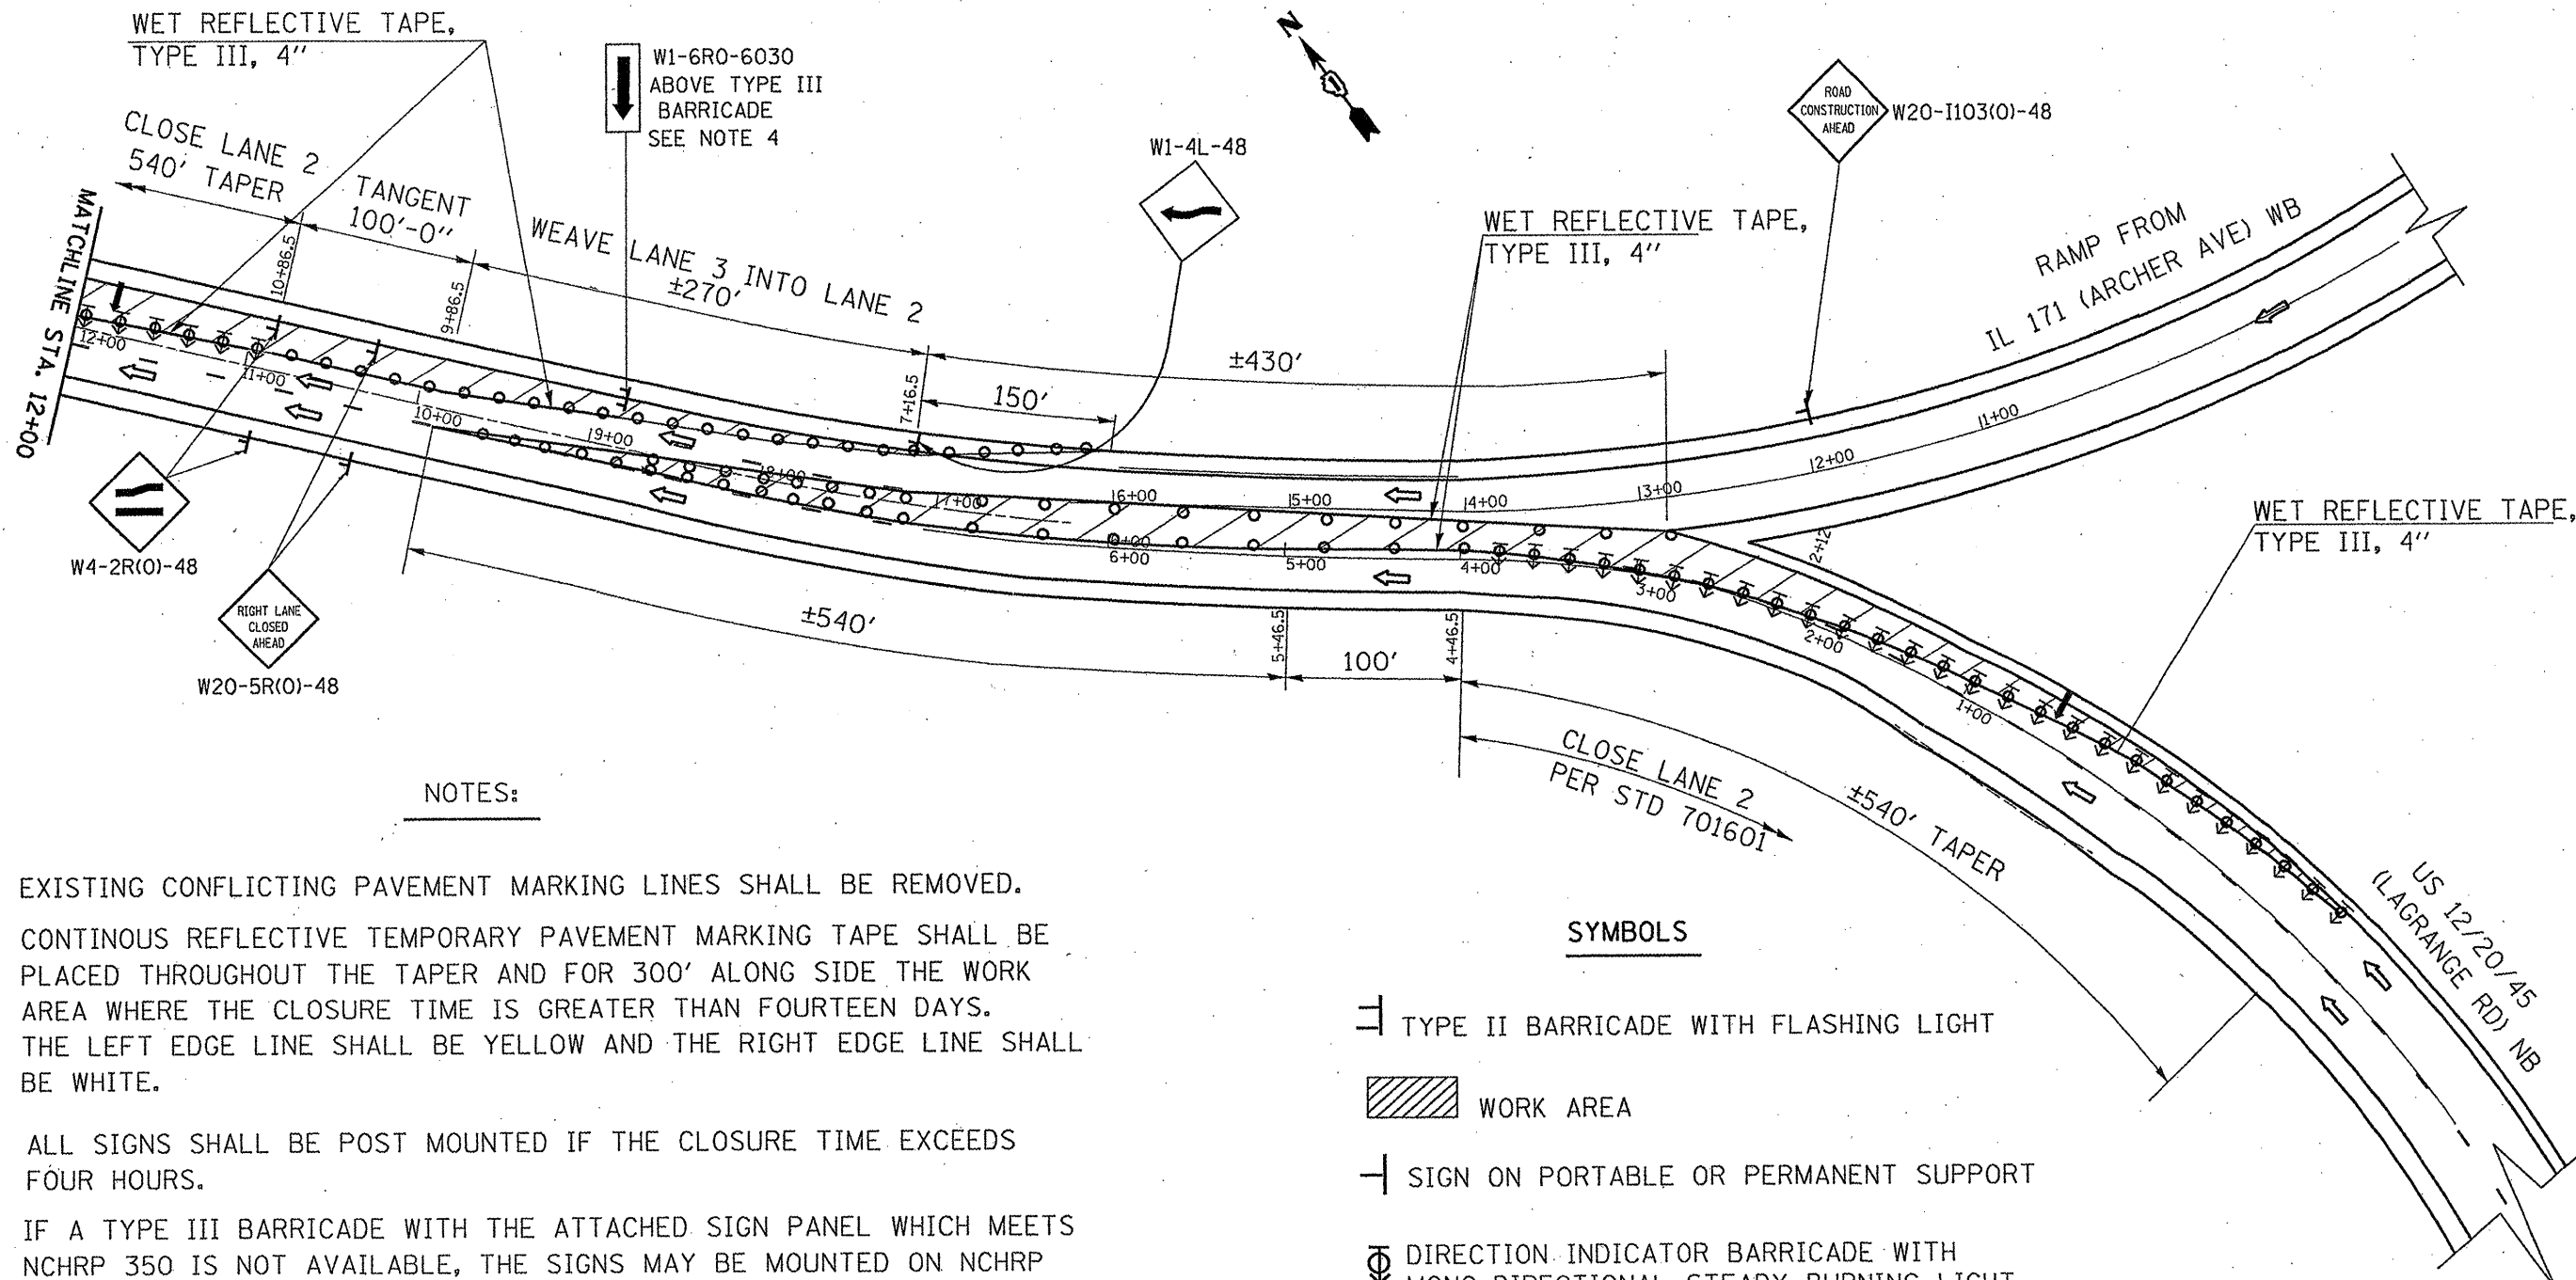 WET REFLECTIVE TAPE,
TYPE III, 4"
W1-6RO-6030
ABOVE TYPE III
BARRICADE
SEE NOTE 4
N
ROAD
CONSTRUCTION
AHEAD
W20-I103(O)-48
W1-4L-48
CLOSE LANE 2
540' TAPER
TANGENT
100'-0"
WEAVE LANE 3 INTO LANE 2
±270'
WET REFLECTIVE TAPE,
TYPE III, 4"
RAMP FROM
IL 171 (ARCHER AVE) WB
MATCHLINE STA. 12+00
10+86.5
9+86.5
7+16.5
±430'
150'
12+00
11+00
10+00
19+00
18+00
17+00
16+00
15+00
14+00
13+00
12+00
11+00
WET REFLECTIVE TAPE,
TYPE III, 4"
2+12
6+00
5+00
4+00
3+00
2+00
1+00
W4-2R(O)-48
RIGHT LANE
CLOSED
AHEAD
W20-5R(O)-48
±540'
5+46.5
100'
4+46.5
CLOSE LANE 2
PER STD 701601
±540' TAPER
US 12/20/45
(LAGRANGE RD) NB
NOTES:
EXISTING CONFLICTING PAVEMENT MARKING LINES SHALL BE REMOVED.
CONTINOUS REFLECTIVE TEMPORARY PAVEMENT MARKING TAPE SHALL BE
PLACED THROUGHOUT THE TAPER AND FOR 300' ALONG SIDE THE WORK
AREA WHERE THE CLOSURE TIME IS GREATER THAN FOURTEEN DAYS.
THE LEFT EDGE LINE SHALL BE YELLOW AND THE RIGHT EDGE LINE SHALL
BE WHITE.
ALL SIGNS SHALL BE POST MOUNTED IF THE CLOSURE TIME EXCEEDS
FOUR HOURS.
IF A TYPE III BARRICADE WITH THE ATTACHED SIGN PANEL WHICH MEETS
NCHRP 350 IS NOT AVAILABLE, THE SIGNS MAY BE MOUNTED ON NCHRP
SYMBOLS
TYPE II BARRICADE WITH FLASHING LIGHT
WORK AREA
SIGN ON PORTABLE OR PERMANENT SUPPORT
DIRECTION INDICATOR BARRICADE WITH
MONO-DIRECTIONAL STEADY BURNING LIGHT